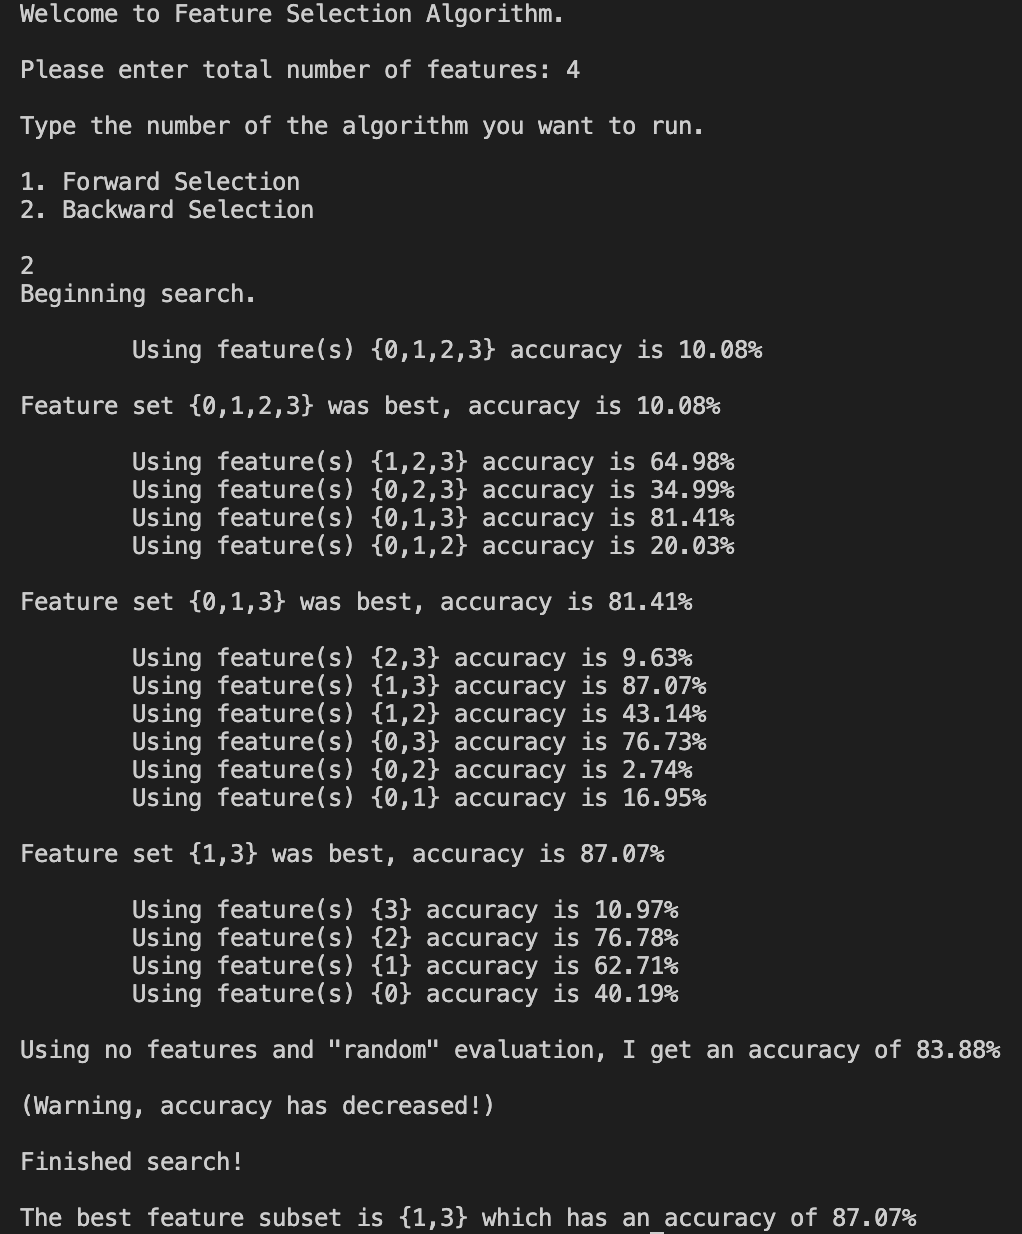 Welcome to Feature Selection Algorithm.
Please enter total number of features: 4
Type the number of the algorithm you want to run.
1. Forward Selection
2. Backward Selection
2
Beginning search.
Using feature(s) {0,1,2,3} accuracy is 10.08%
Feature set {0,1,2,3} was best, accuracy is 10.08%
Using feature(s) {1,2,3} accuracy is 64.98%
Using feature(s) {0,2,3} accuracy is 34.99%
Using feature(s) {0,1,3} accuracy is 81.41%
Using feature(s) {0,1,2} accuracy is 20.03%
Feature set {0,1,3} was best, accuracy is 81.41%
Using feature(s) {2,3} accuracy is 9.63%
Using feature(s) {1,3} accuracy is 87.07%
Using feature(s) {1,2} accuracy is 43.14%
Using feature(s) {0,3} accuracy is 76.73%
Using feature(s) {0,2} accuracy is 2.74%
Using feature(s) {0,1} accuracy is 16.95%
Feature set {1,3} was best, accuracy is 87.07%
Using feature(s) {3} accuracy is 10.97%
Using feature(s) {2} accuracy is 76.78%
Using feature(s) {1} accuracy is 62.71%
Using feature(s) {0} accuracy is 40.19%
Using no features and "random" evaluation, I get an accuracy of 83.88%
(Warning, accuracy has decreased!)
Finished search!
The best feature subset is {1,3} which has an accuracy of 87.07%